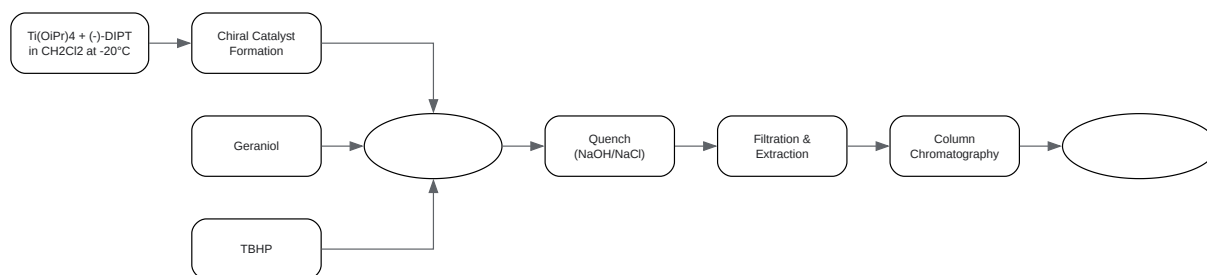 Ti(OiPr)4 + (-)-DIPT
in CH2Cl2 at -20°C
Chiral Catalyst
Formation
Geraniol
TBHP
Quench
(NaOH/NaCl)
Filtration &
Extraction
Column
Chromatography